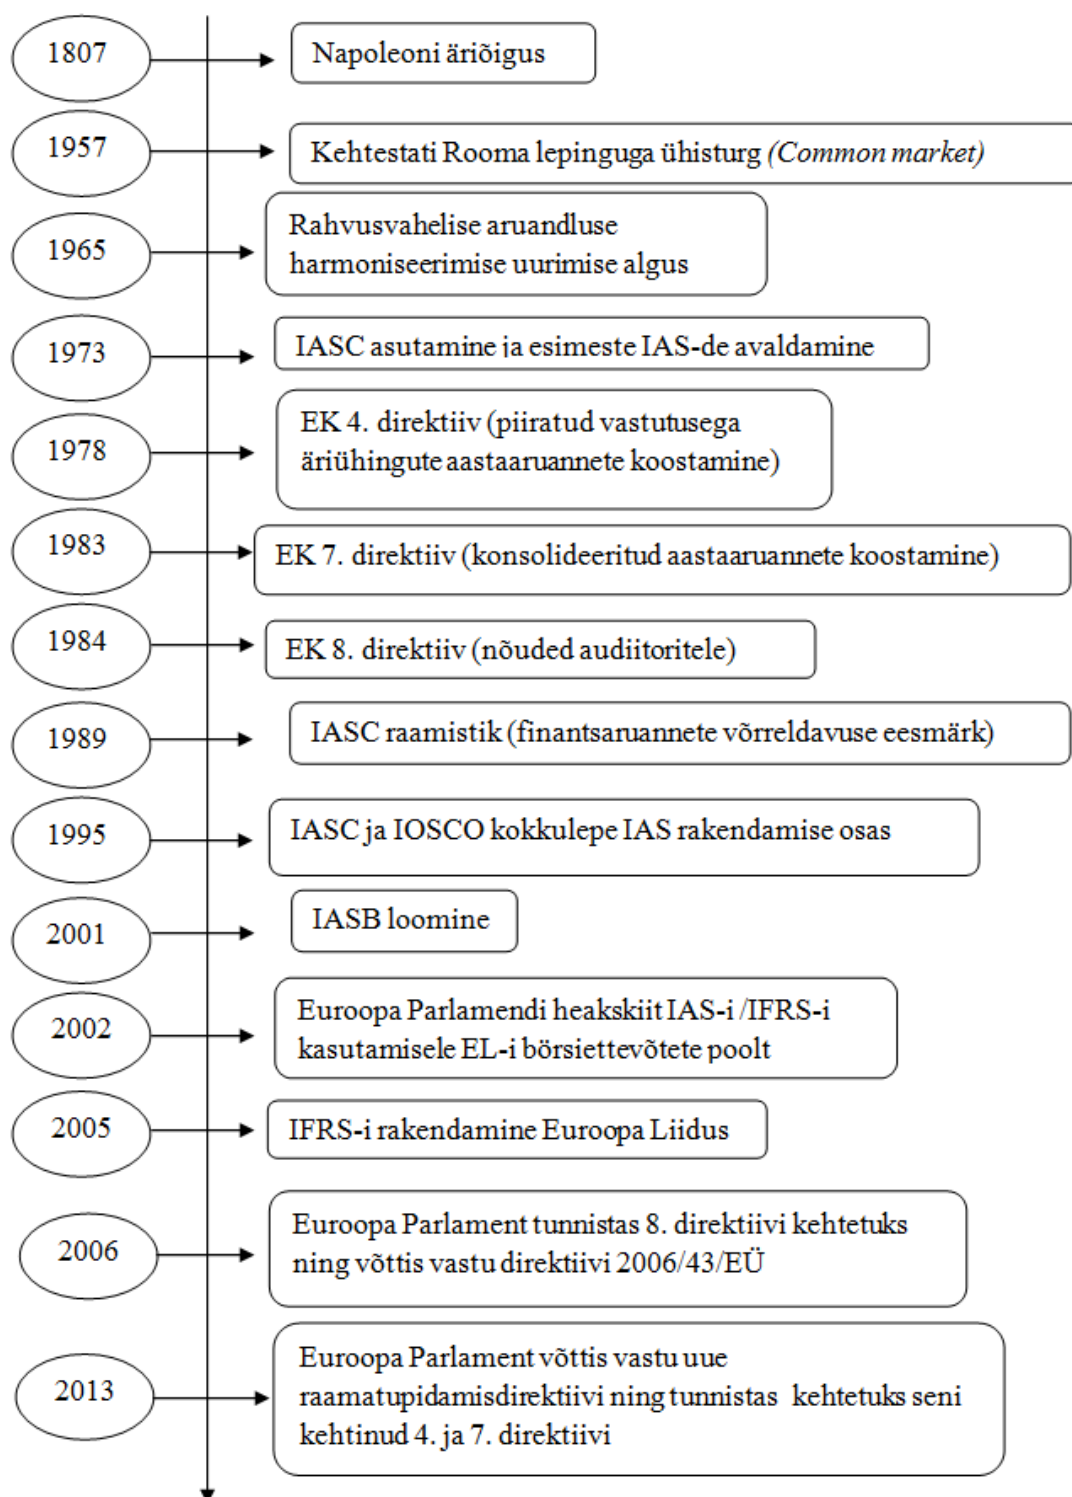 1807
Napoleoni äriõigus
1957
Kehtestati Rooma lepinguga ühisturg (Common market)
1965
Rahvusvahelise aruandluse
harmoniseerimise uurimise algus
1973
IASC asutamine ja esimeste IAS-de avaldamine
1978
EK 4. direktiiv (piiratud vastutusega
äriühingute aastaaruannete koostamine)
1983
EK 7. direktiiv (konsolideeritud aastaaruannete koostamine)
1984
EK 8. direktiiv (nõuded audiitoritele)
1989
IASC raamistik (finantsaruannete võrreldavuse eesmärk)
1995
IASC ja IOSCO kokkulepe IAS rakendamise osas
2001
IASB loomine
2002
Euroopa Parlamendi heakskiit IAS-i /IFRS-i
kasutamisele EL-i börsiettevõtete poolt
2005
IFRS-i rakendamine Euroopa Liidus
2006
Euroopa Parlament tunnistas 8. direktiivi kehtetuks
ning võttis vastu direktiivi 2006/43/EÜ
2013
Euroopa Parlament võttis vastu uue
raamatupidamisdirektiivi ning tunnistas kehtetuks seni
kehtinud 4. ja 7. direktiivi